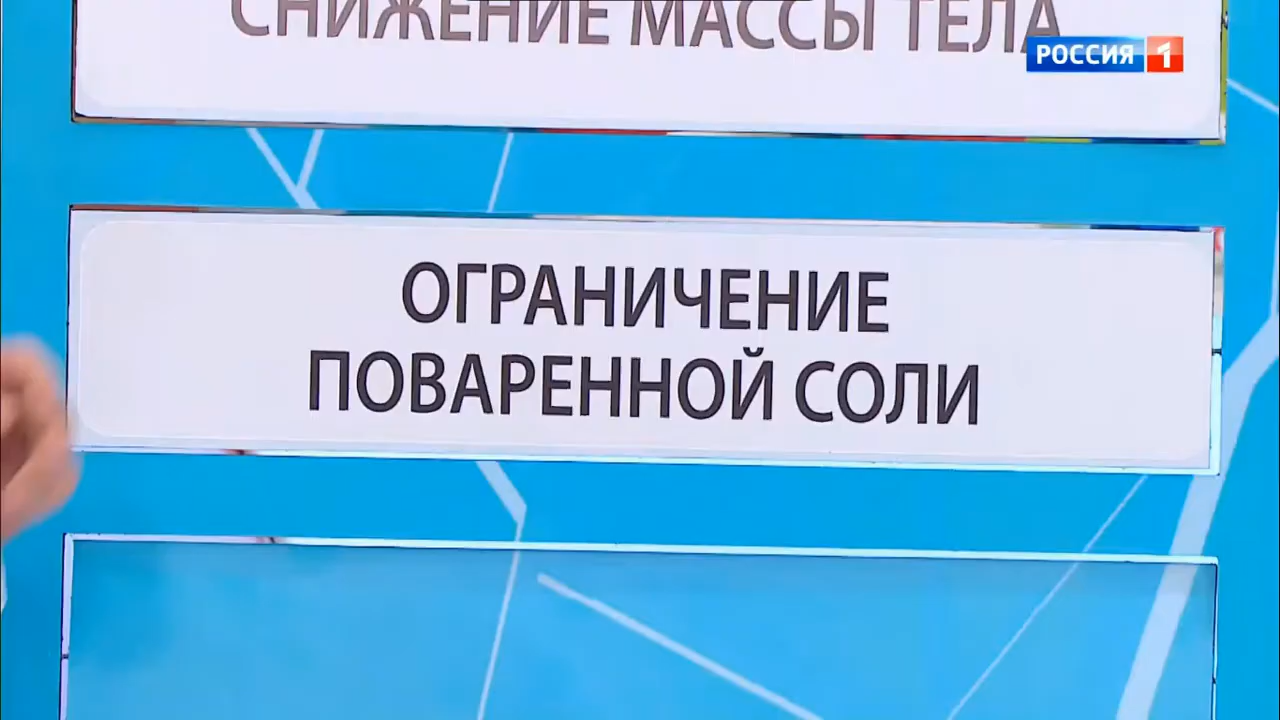 СНИЖЕНИЕ МАССЫ ТЕЛА
РОССИЯ 1
ОГРАНИЧЕНИЕ
ПОВАРЕННОЙ СОЛИ